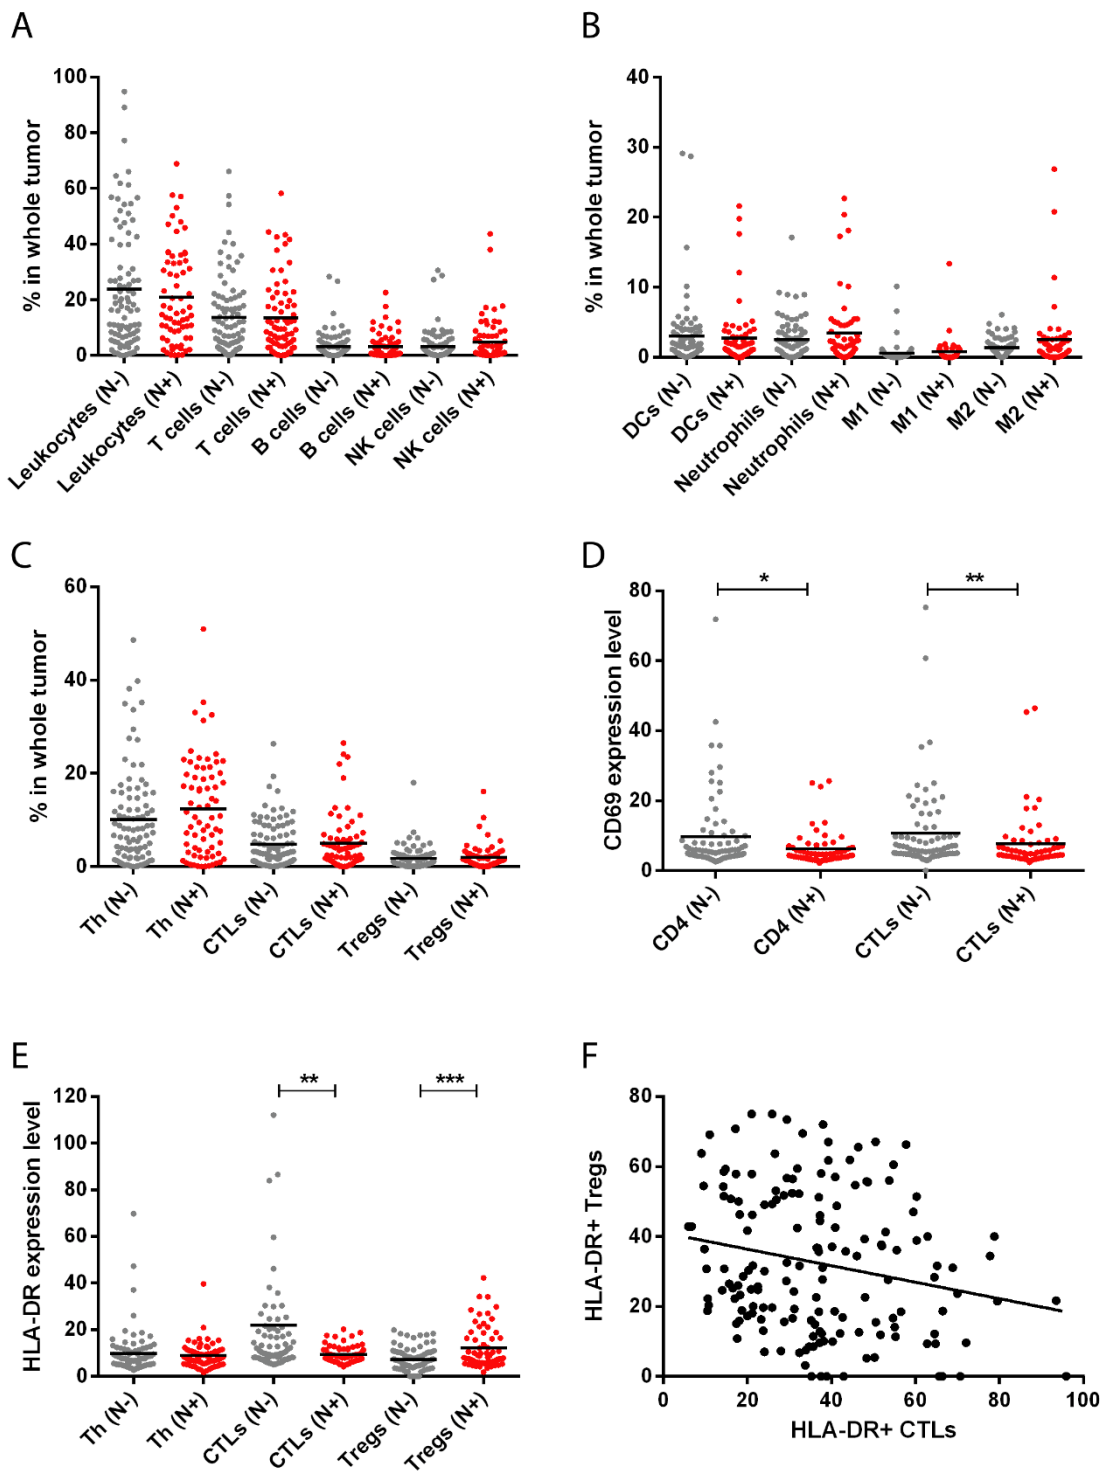 A
% in whole tumor
100
80
60
40
20
0
Leukocytes (N-)
Leukocytes (N+)
T cells (N-)
T cells (N+)
B cells (N-)
B cells (N+)
NK cells (N-)
NK cells (N+)
B
% in whole tumor
40
30
20
10
0
DCs (N-)
DCs (N+)
Neutrophils (N-)
Neutrophils (N+)
M1 (N-)
M1 (N+)
M2 (N-)
M2 (N+)
C
% in whole tumor
60
40
20
0
Th (N-)
Th (N+)
CTLs (N-)
CTLs (N+)
Tregs (N-)
Tregs (N+)
D
CD69 expression level
80
60
40
20
0
*
**
CD4 (N-)
CD4 (N+)
CTLs (N-)
CTLs (N+)
E
HLA-DR expression level
120
100
80
60
40
20
0
**
***
Th (N-)
Th (N+)
CTLs (N-)
CTLs (N+)
Tregs (N-)
Tregs (N+)
F
HLA-DR+ Tregs
80
60
40
20
0
0 20 40 60 80 100
HLA-DR+ CTLs